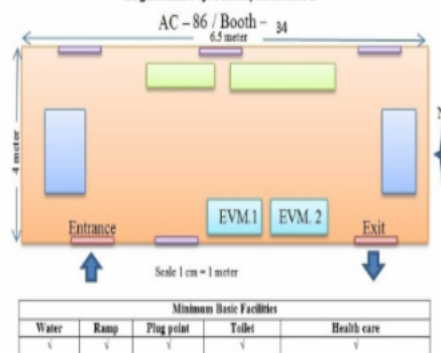 AC – 86 / Booth – 34
6.5 meter
4 meter
N
EVM.1 EVM. 2
Entrance Exit
Scale 1 cm = 1 meter
Minimum Basic Facilities
Water Ramp Plug point Toilet Health care
√ √ √ √ √